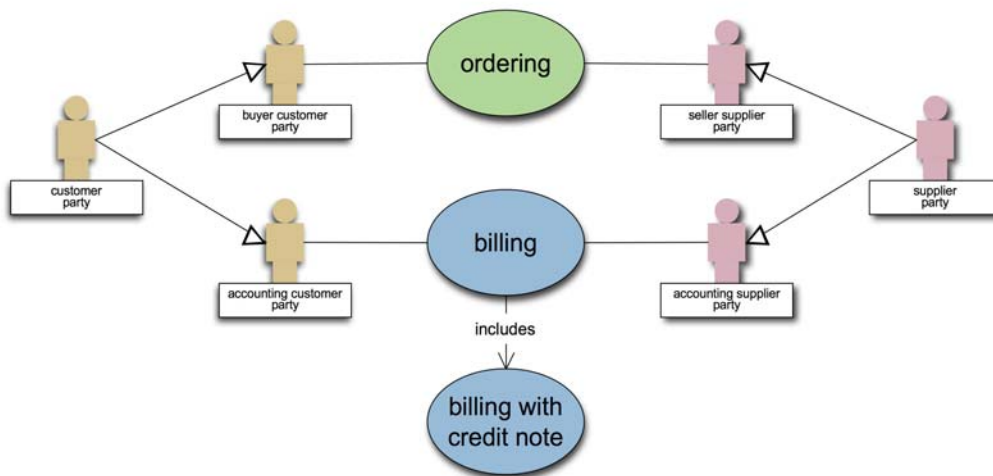 ordering
buyer customer
party
seller supplier
party
customer
party
supplier
party
billing
accounting customer
party
accounting supplier
party
includes
billing with
credit note